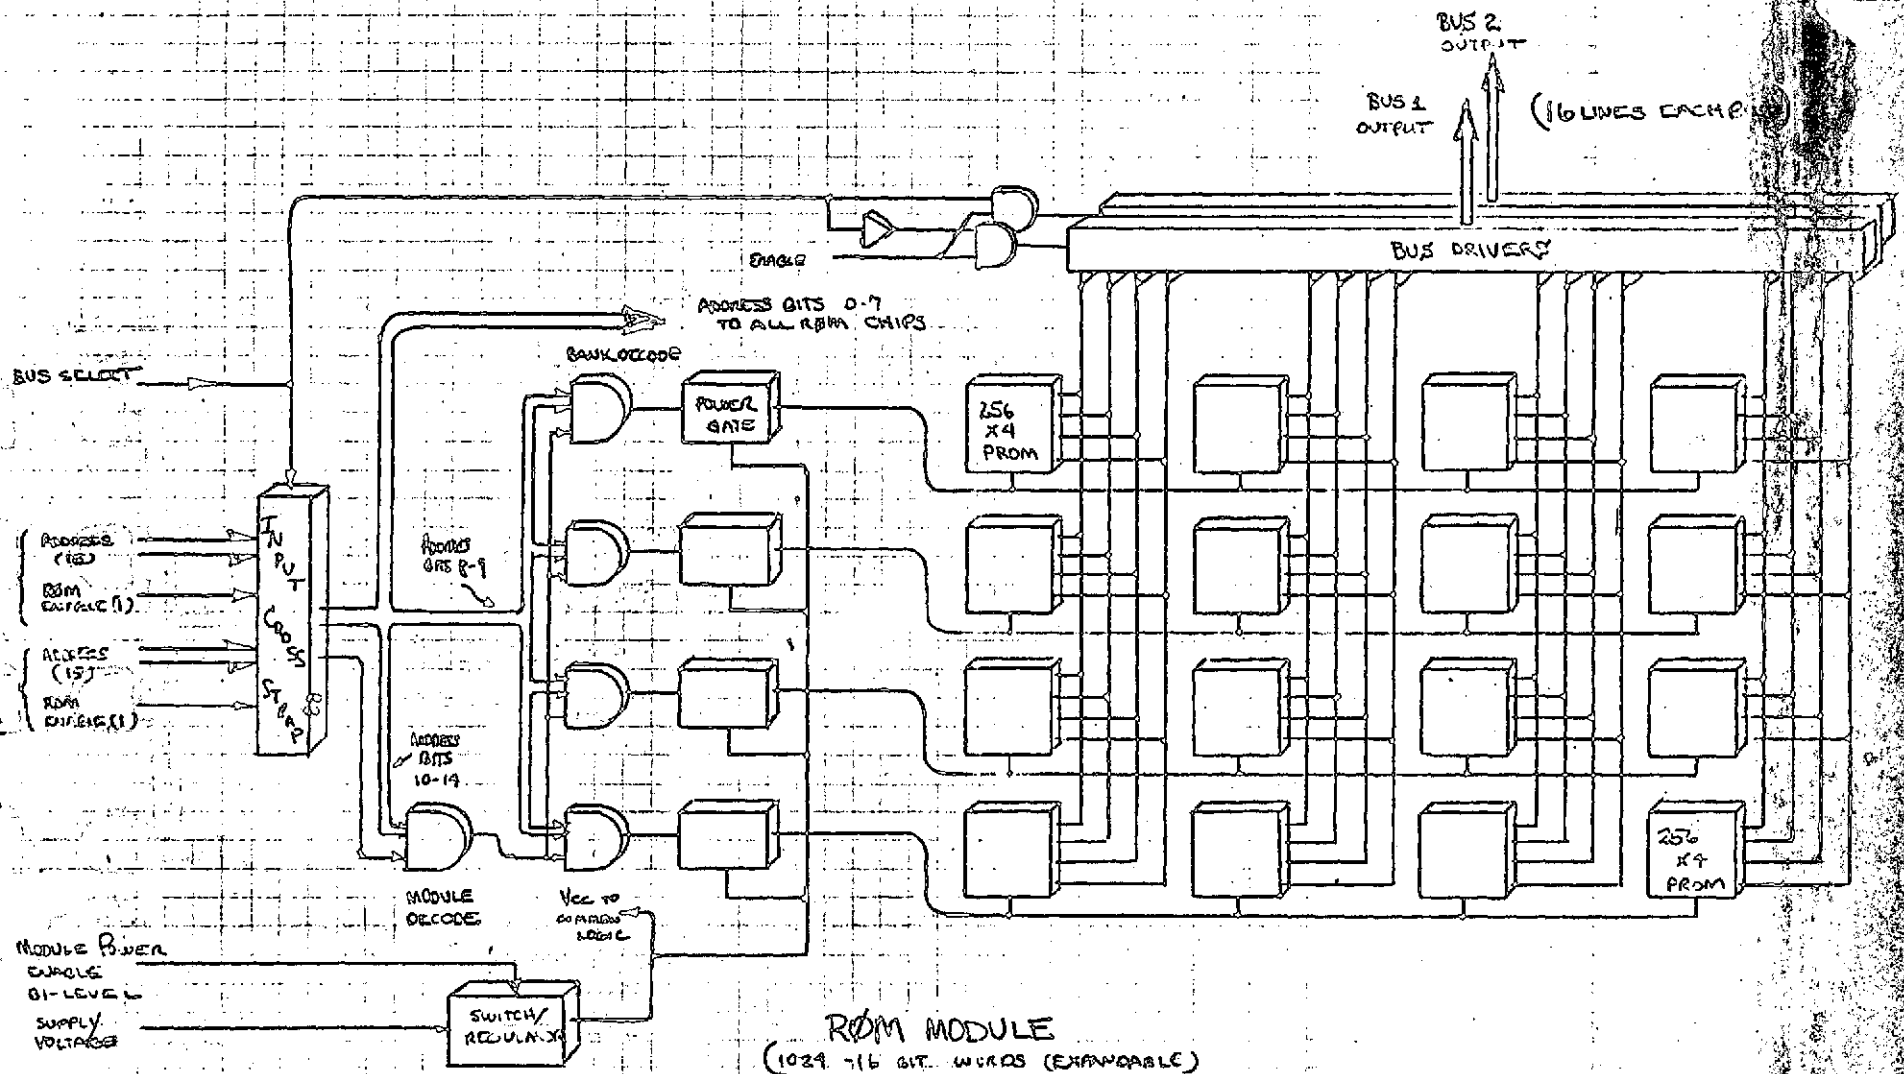 BUS 2
OUTPUT
BUS 1
OUTPUT
(16 LINES EACH
ENABLE
BUS DRIVERS
ADDRESS BITS 0-7
TO ALL RØM CHIPS
BANK DECODE
BUS SELECT
POWER
GATE
256
X4
PROM
INPUT
CROSS
STRAP
ADDRESS
(15)
ROM
ENABLE (1)
ADDRESS
(15)
ROM
ENABLE (1)
ADDRESS
BITS 8-9
ADDRESS
BITS
10-14
MODULE
DECODE
Vcc TO
COMMON
LOGIC
256
X4
PROM
MODULE POWER
ENABLE
BI-LEVEL
SUPPLY
VOLTAGE
SWITCH/
REGULATOR
RØM MODULE
(1024 -16 BIT WORDS (EXPANDABLE)